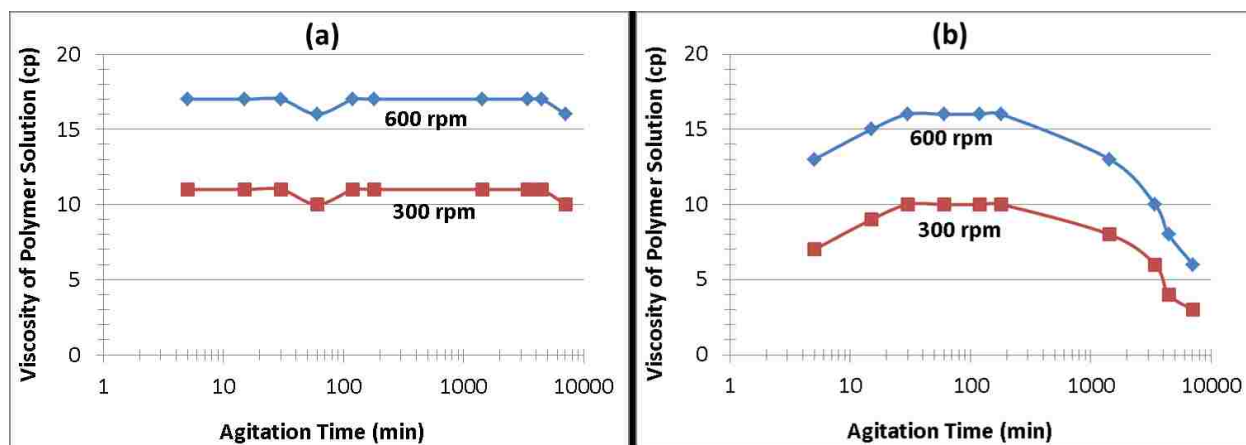 (a)
Viscosity of Polymer Solution (cp)
20
15
10
5
0
600 rpm
300 rpm
1 10 100 1000 10000
Agitation Time (min)
(b)
Viscosity of Polymer Solution (cp)
20
15
10
5
0
600 rpm
300 rpm
1 10 100 1000 10000
Agitation Time (min)